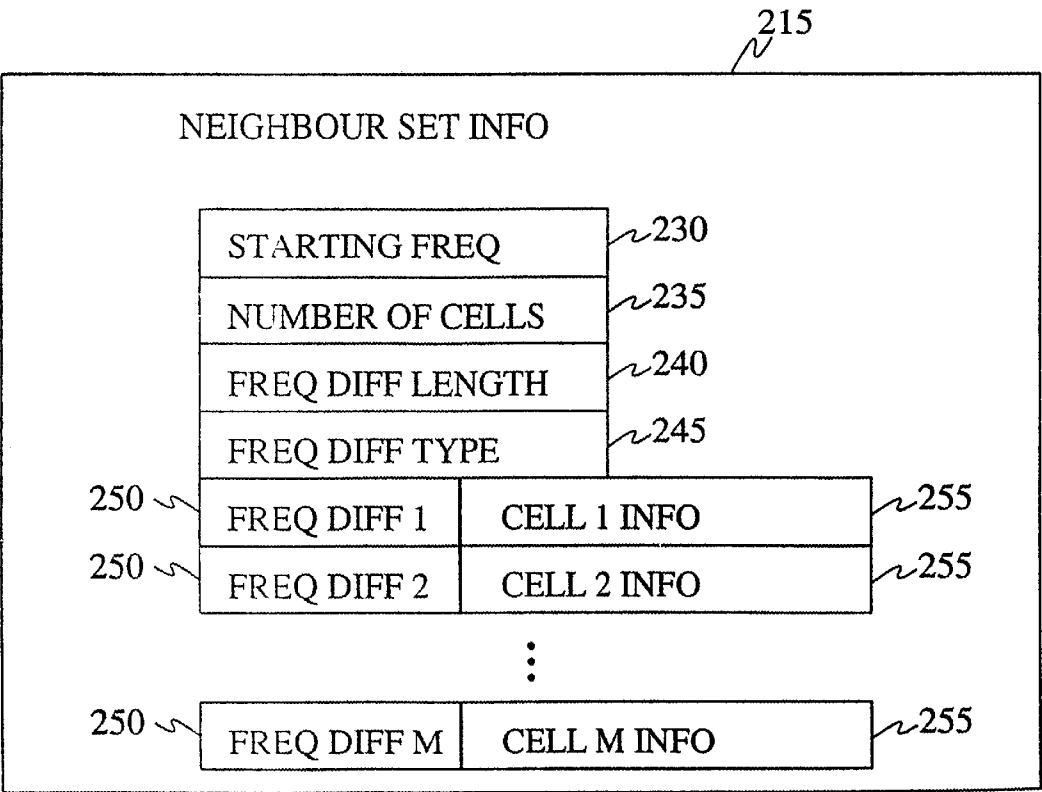 215
NEIGHBOUR SET INFO
STARTING FREQ 230
NUMBER OF CELLS 235
FREQ DIFF LENGTH 240
FREQ DIFF TYPE 245
250 FREQ DIFF 1 CELL 1 INFO 255
250 FREQ DIFF 2 CELL 2 INFO 255
250 FREQ DIFF M CELL M INFO 255